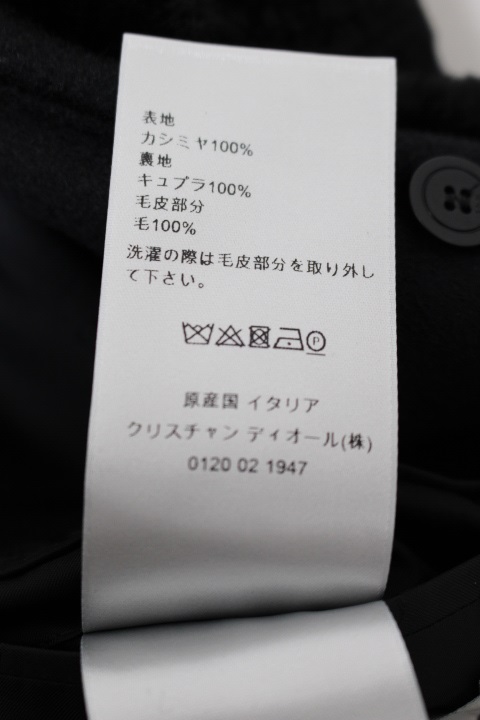 表地
カシミヤ100%
裏地
キュプラ100%
毛皮部分
毛100%
洗濯の際は毛皮部分を取り外し
て下さい。
P
原産国 イタリア
クリスチャン ディオール(株)
0120 02 1947